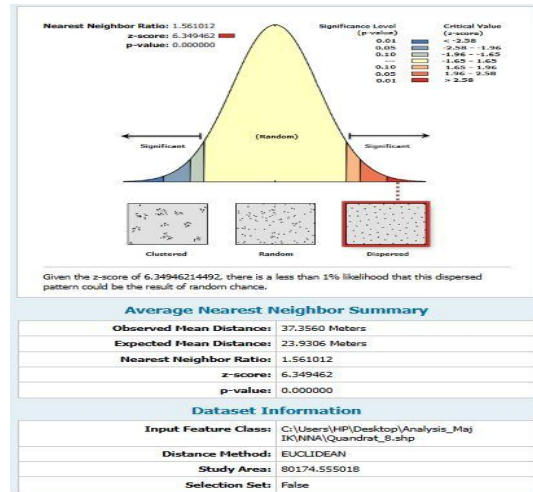 Nearest Neighbor Ratio: 1.561012
z-score: 6.349462
p-value: 0.000000
Significance Level (p-value)
Critical Value (z-score)
0.01 < -2.58
0.05 -2.58 - -1.96
0.10 -1.96 - -1.65
--- -1.65 - 1.65
0.10 1.65 - 1.96
0.05 1.96 - 2.58
0.01 > 2.58
Significant
(Random)
Significant
Clustered
Random
Dispersed
Given the z-score of 6.34946214492, there is a less than 1% likelihood that this dispersed
pattern could be the result of random chance.
Average Nearest Neighbor Summary
Observed Mean Distance: 37.3560 Meters
Expected Mean Distance: 23.9306 Meters
Nearest Neighbor Ratio: 1.561012
z-score: 6.349462
p-value: 0.000000
Dataset Information
Input Feature Class: C:\Users\HP\Desktop\Analysis_Maj
IK\NNA\Quandrat_8.shp
Distance Method: EUCLIDEAN
Study Area: 80174.555018
Selection Set: False